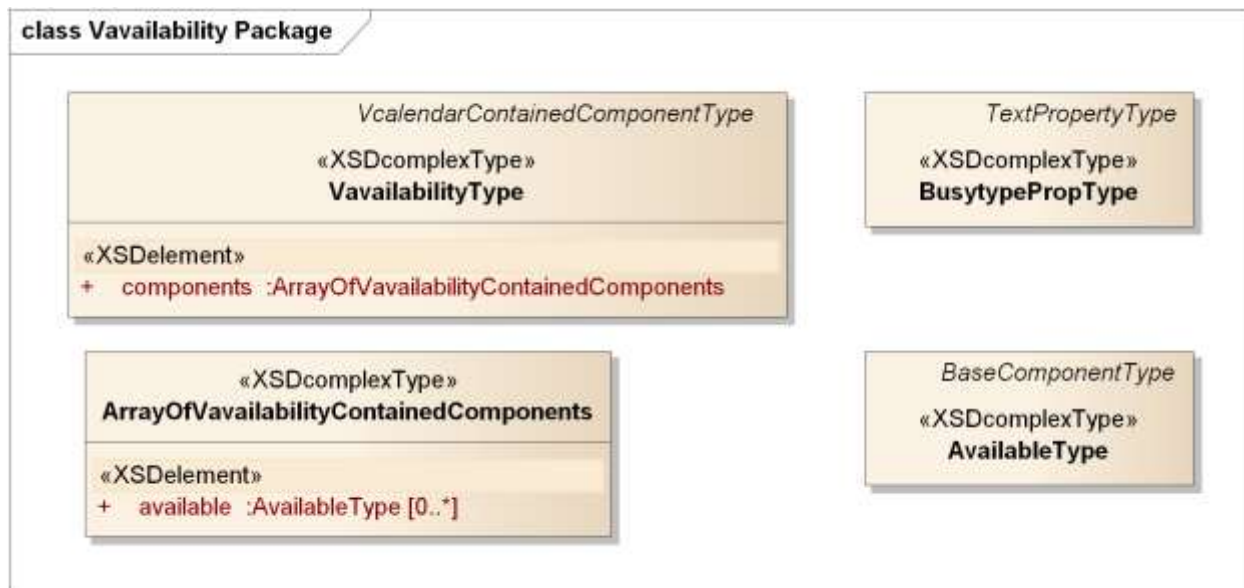 class Vavailability Package
VcalendarContainedComponentType
«XSDcomplexType»
VavailabilityType
«XSDelement»
+ components :ArrayOfVavailabilityContainedComponents
TextPropertyType
«XSDcomplexType»
BusytypePropType
«XSDcomplexType»
ArrayOfVavailabilityContainedComponents
«XSDelement»
+ available :AvailableType [0..*]
BaseComponentType
«XSDcomplexType»
AvailableType